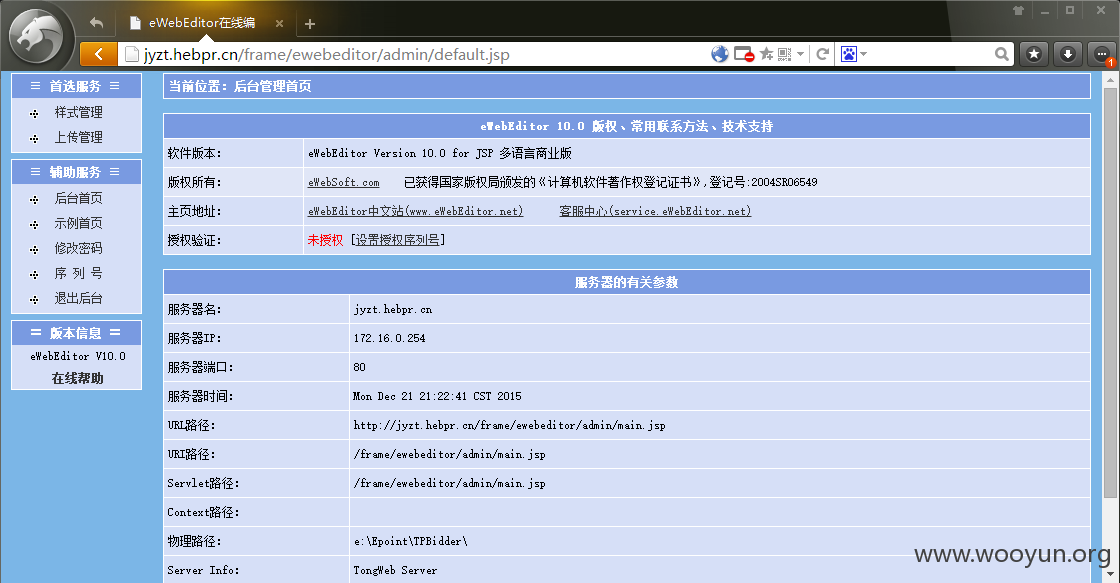 eWebEditor在线编
jyzt.hebpr.cn/frame/ewebeditor/admin/default.jsp
1
首选服务
样式管理
上传管理
辅助服务
后台首页
示例首页
修改密码
序 列 号
退出后台
版本信息
eWebEditor V10.0
在线帮助
当前位置：后台管理首页
eWebEditor 10.0 版权、常用联系方法、技术支持
软件版本： eWebEditor Version 10.0 for JSP 多语言商业版
版权所有： eWebSoft.com 已获得国家版权局颁发的《计算机软件著作权登记证书》,登记号:2004SR06549
主页地址： eWebEditor中文站(www.eWebEditor.net) 客服中心(service.eWebEditor.net)
授权验证： 未授权 [设置授权序列号]
服务器的有关参数
服务器名： jyzt.hebpr.cn
服务器IP： 172.16.0.254
服务器端口： 80
服务器时间： Mon Dec 21 21:22:41 CST 2015
URL路径： http://jyzt.hebpr.cn/frame/ewebeditor/admin/main.jsp
URI路径： /frame/ewebeditor/admin/main.jsp
Servlet路径： /frame/ewebeditor/admin/main.jsp
Context路径：
物理路径： e:\Epoint\TPBidder\
Server Info: TongWeb Server
www.wooyun.org